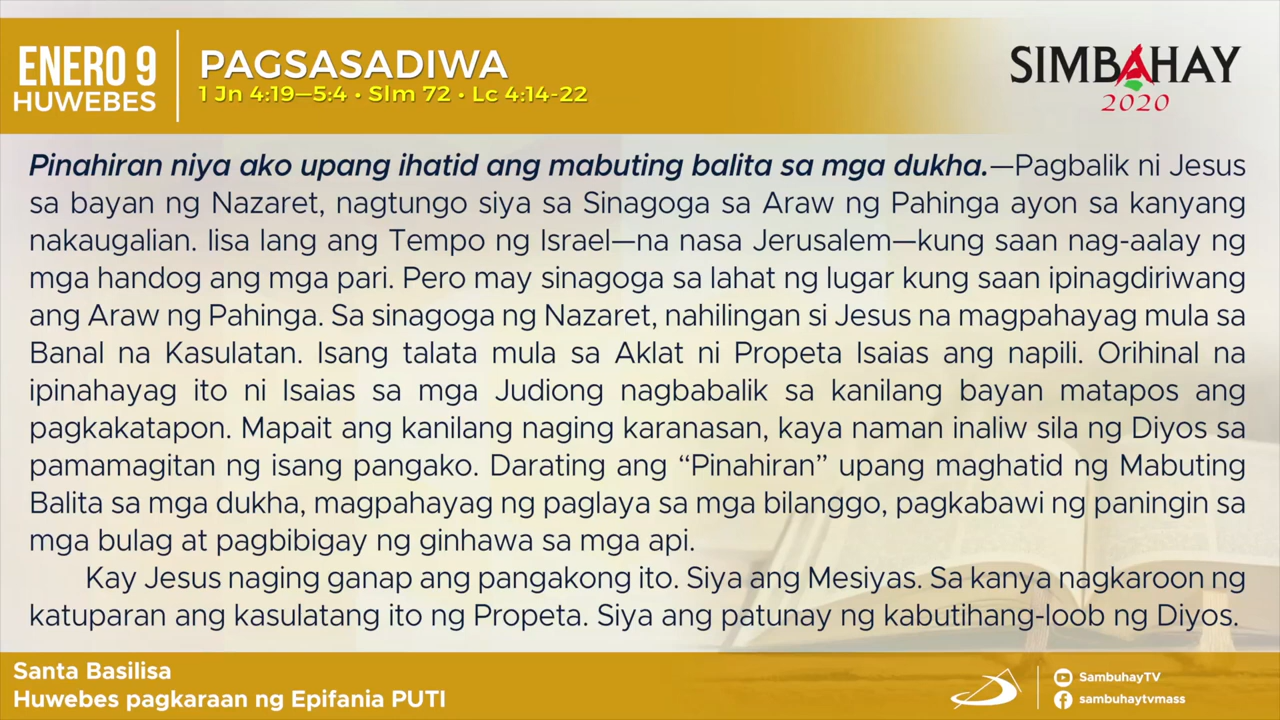 ENERO 9
HUWEBES
PAGSASADIWA
1 Jn 4:19—5:4 • Slm 72 • Lc 4:14-22
SIMBAHAY
2020
Pinahiran niya ako upang ihatid ang mabuting balita sa mga dukha.—Pagbalik ni Jesus
sa bayan ng Nazaret, nagtungo siya sa Sinagoga sa Araw ng Pahinga ayon sa kanyang
nakaugalian. Iisa lang ang Tempo ng Israel—na nasa Jerusalem—kung saan nag-aalay ng
mga handog ang mga pari. Pero may sinagoga sa lahat ng lugar kung saan ipinagdiriwang
ang Araw ng Pahinga. Sa sinagoga ng Nazaret, nahilingan si Jesus na magpahayag mula sa
Banal na Kasulatan. Isang talata mula sa Aklat ni Propeta Isaias ang napili. Orihinal na
ipinahayag ito ni Isaias sa mga Judiong nagbabalik sa kanilang bayan matapos ang
pagkakatapon. Mapait ang kanilang naging karanasan, kaya naman inaliw sila ng Diyos sa
pamamagitan ng isang pangako. Darating ang “Pinahiran” upang maghatid ng Mabuting
Balita sa mga dukha, magpahayag ng paglaya sa mga bilanggo, pagkabawi ng paningin sa
mga bulag at pagbibigay ng ginhawa sa mga api.
Kay Jesus naging ganap ang pangakong ito. Siya ang Mesiyas. Sa kanya nagkaroon ng
katuparan ang kasulatang ito ng Propeta. Siya ang patunay ng kabutihang-loob ng Diyos.
Santa Basilisa
Huwebes pagkaraan ng Epifania PUTI
SambuhayTV
sambuhaytvmass